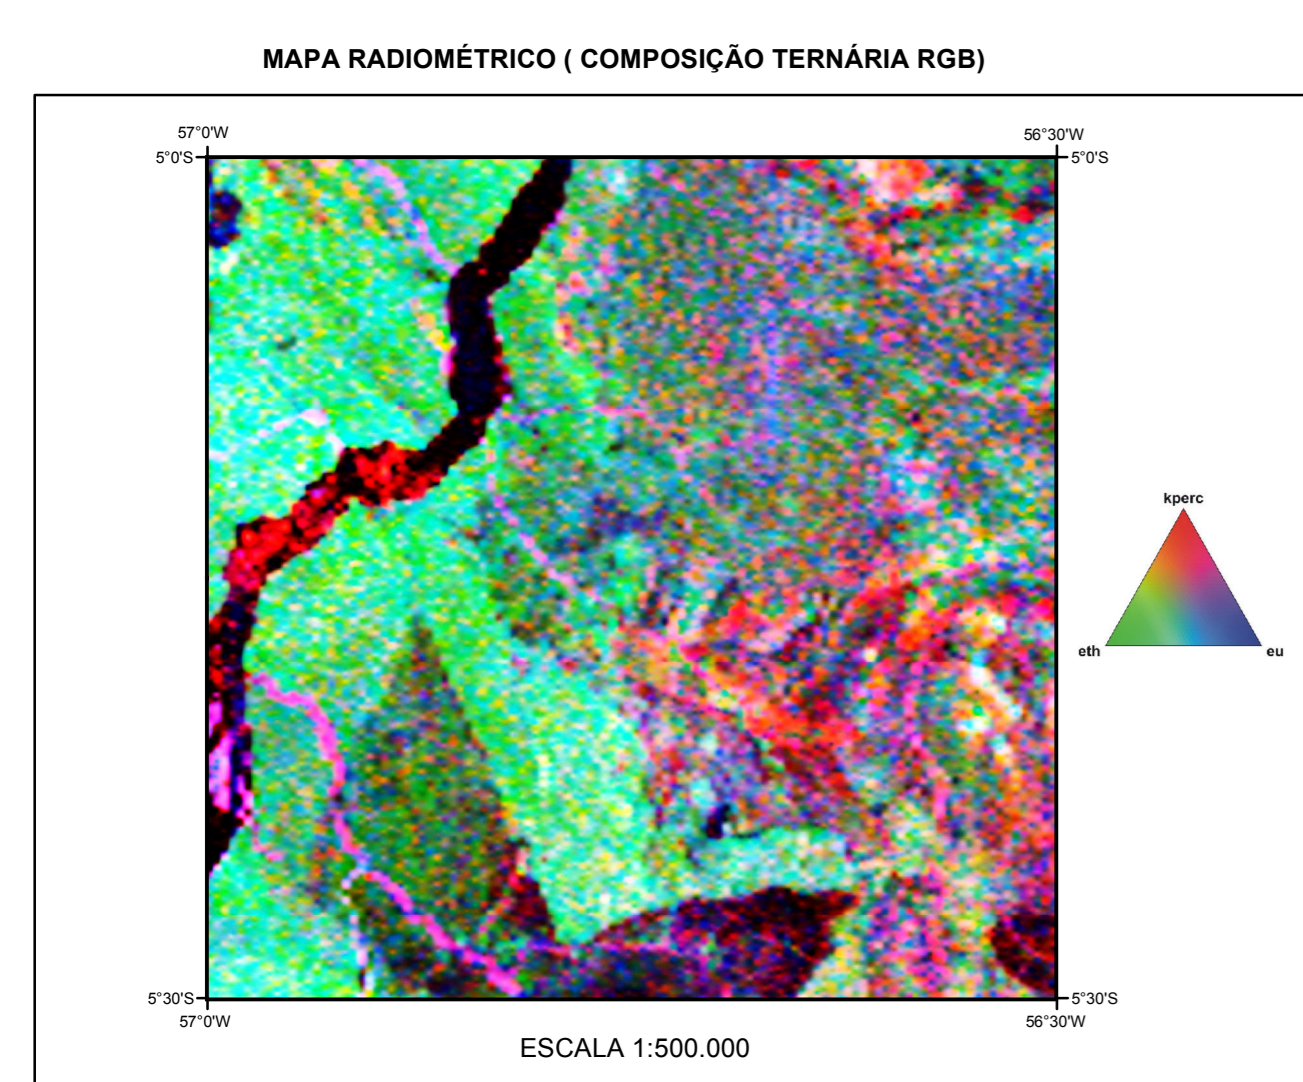 MAPA RADIOMÉTRICO ( COMPOSIÇÃO TERNÁRIA RGB)
57°0'W
56°30'W
5°0'S
5°0'S
kperc
eth
eu
5°30'S
5°30'S
57°0'W
56°30'W
ESCALA 1:500.000